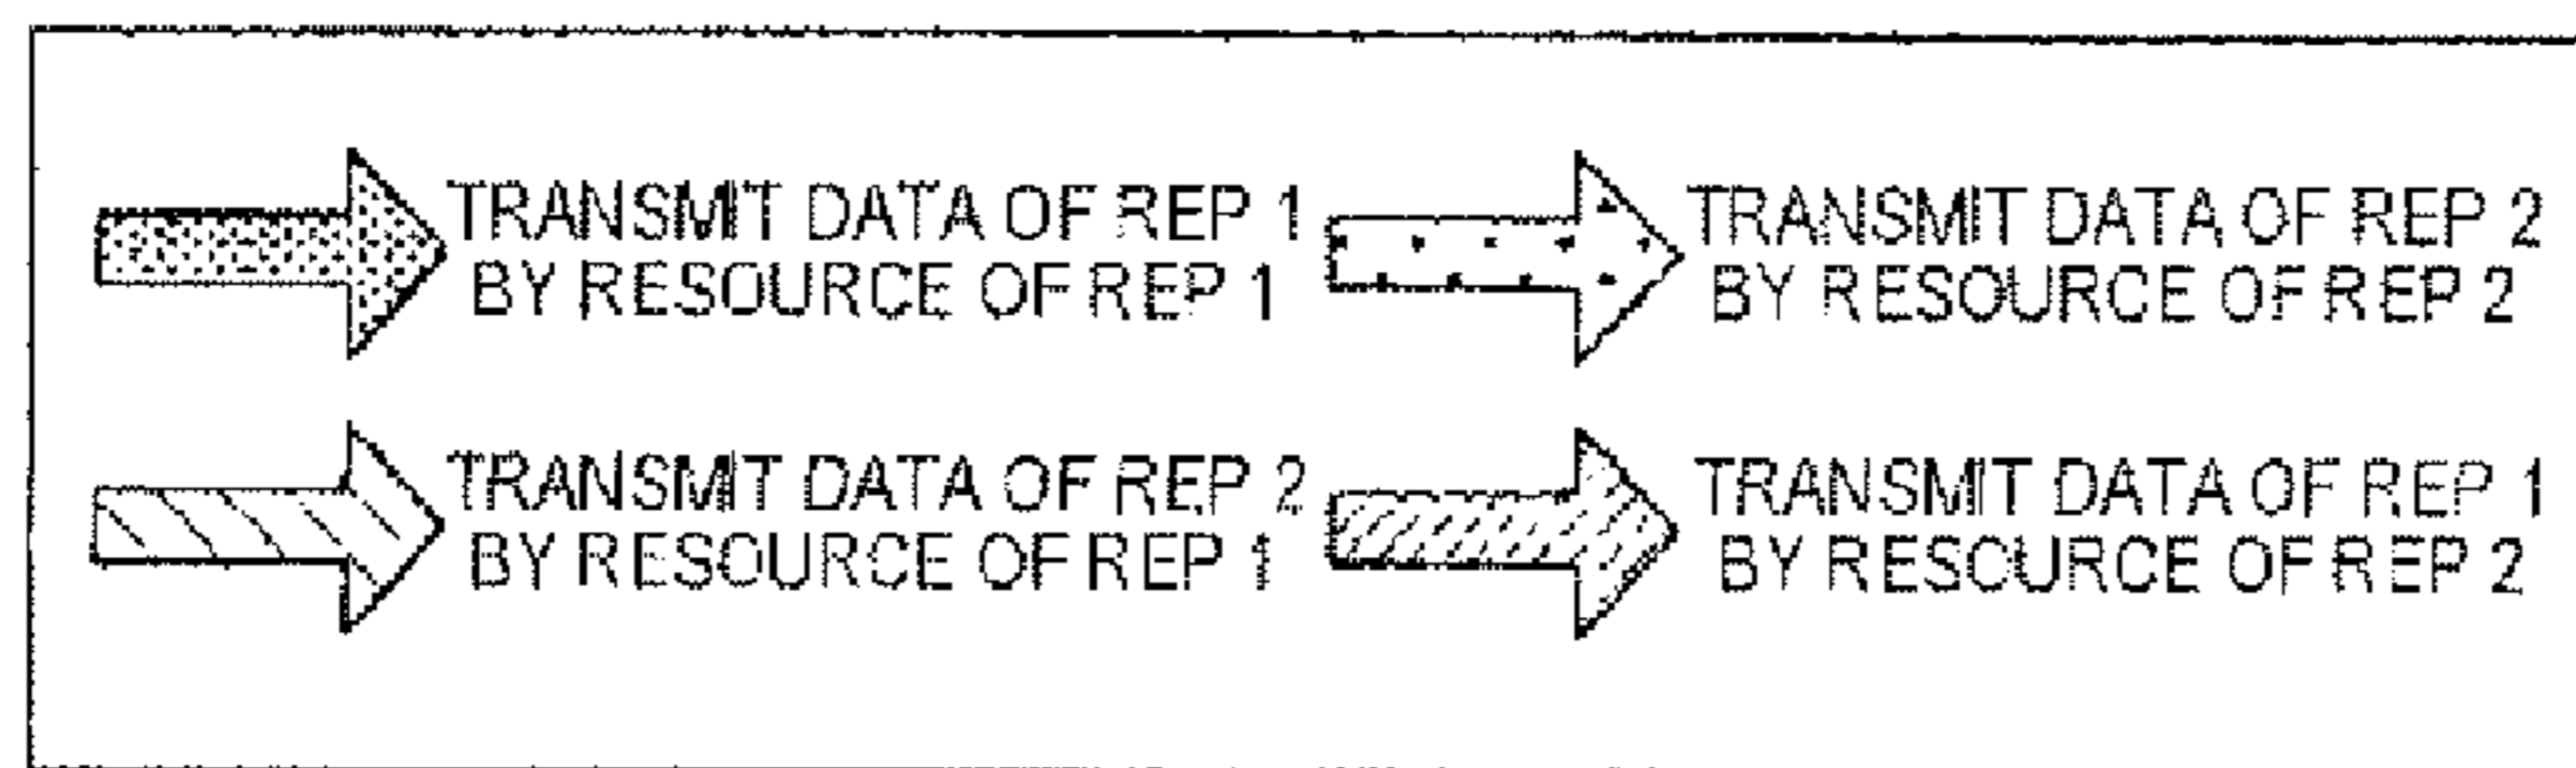 TRANSMIT DATA OF REP 1
BY RESOURCE OF REP 1
TRANSMIT DATA OF REP 2
BY RESOURCE OF REP 2
TRANSMIT DATA OF REP 2
BY RESOURCE OF REP 1
TRANSMIT DATA OF REP 1
BY RESOURCE OF REP 2